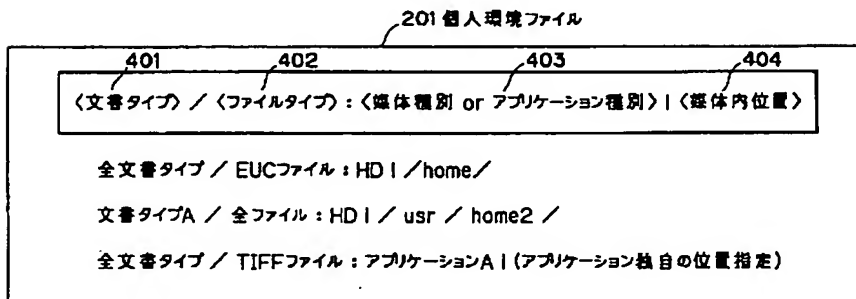 201 個人環境ファイル
401 402 403 404
〈文書タイプ〉 / 〈ファイルタイプ〉 : 〈媒体種別 or アプリケーション種別〉 | 〈媒体内位置〉
全文書タイプ / EUCファイル : HD | /home/
文書タイプA / 全ファイル : HD | / usr / home2 /
全文書タイプ / TIFFファイル : アプリケーションA | (アプリケーション独自の位置指定)